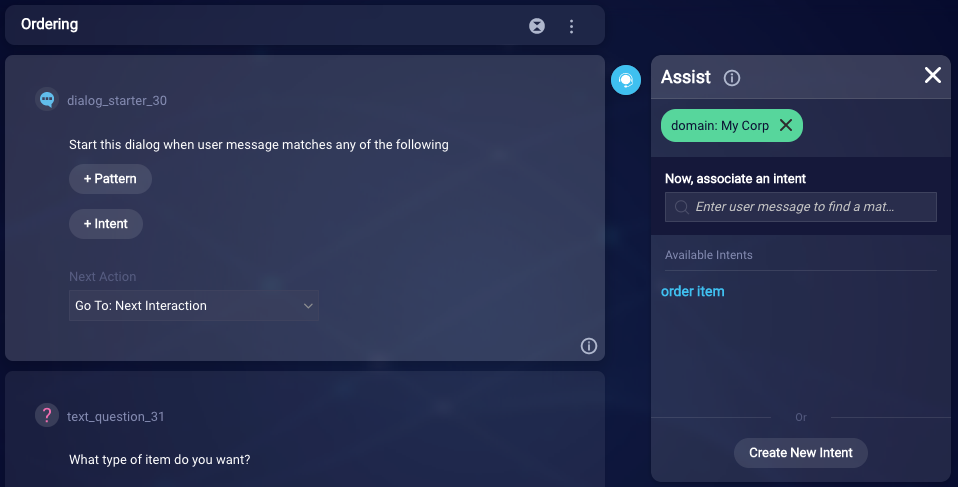 Ordering
dialog_starter_30
Start this dialog when user message matches any of the following
+ Pattern
+ Intent
Next Action
Go To: Next Interaction
text_question_31
What type of item do you want?
Assist
domain: My Corp
Now, associate an intent
Enter user message to find a mat...
Available Intents
order item
Or
Create New Intent